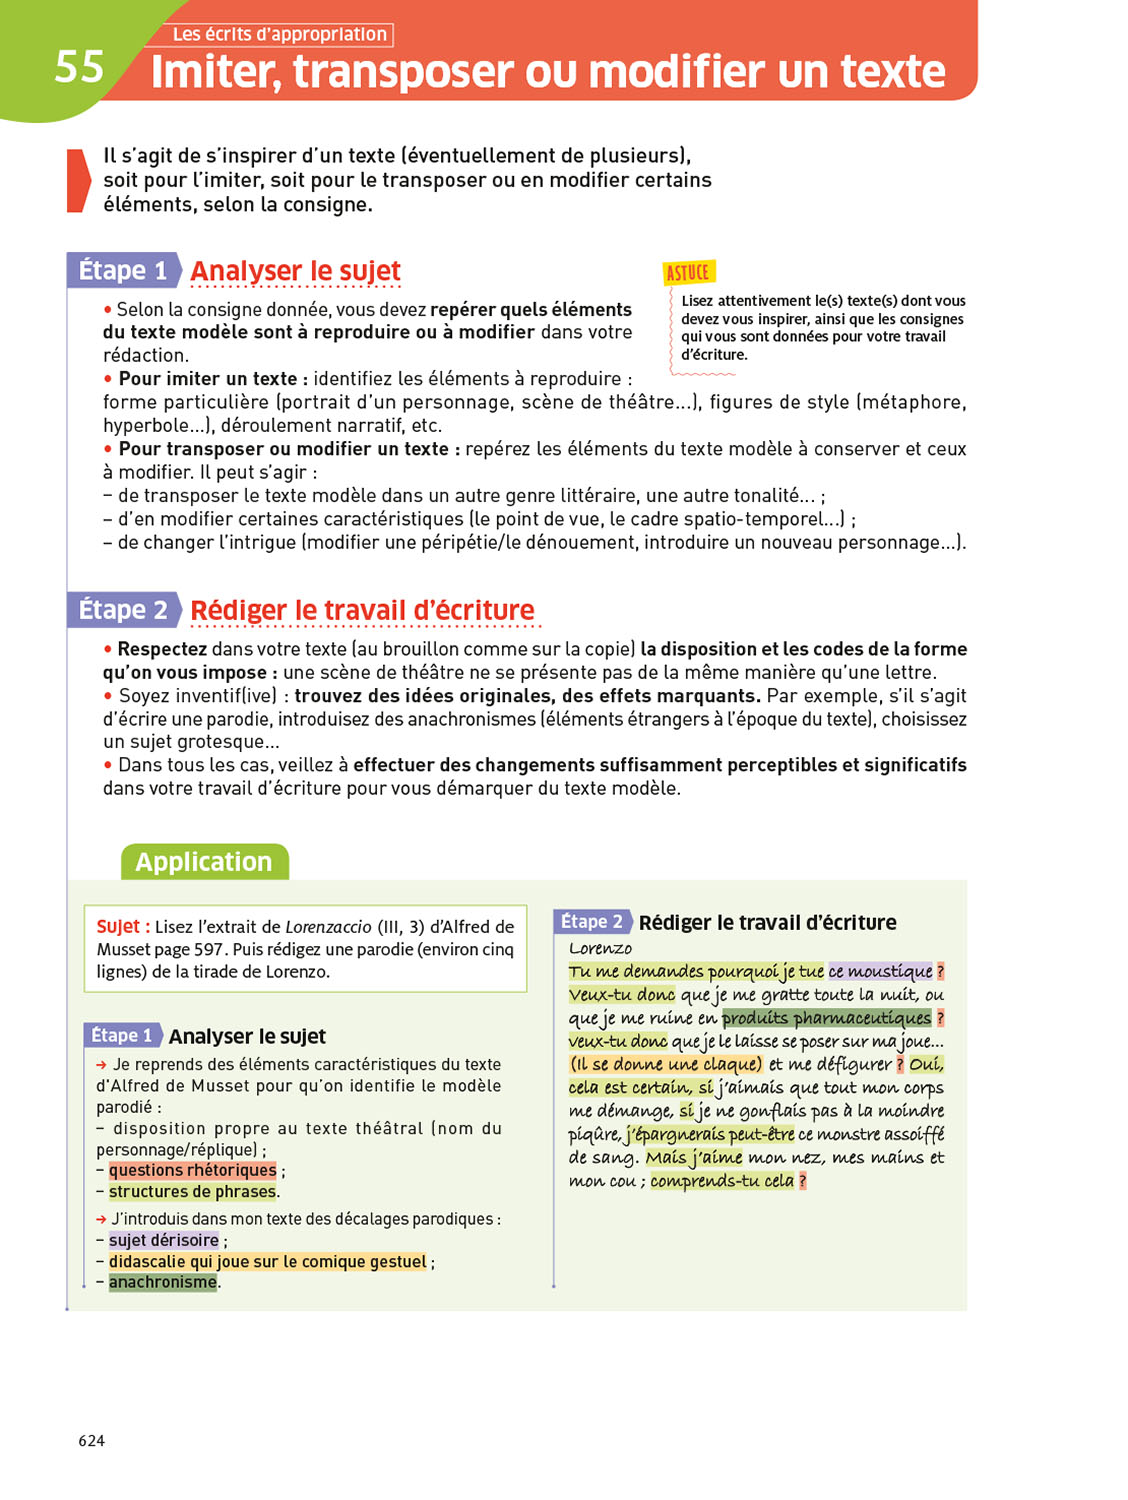 Les écrits d'appropriation
55
Imiter, transposer ou modifier un texte
Il s'agit de s'inspirer d'un texte (éventuellement de plusieurs),
soit pour l'imiter, soit pour le transposer ou en modifier certains
éléments, selon la consigne.
Étape 1 Analyser le sujet
• Selon la consigne donnée, vous devez repérer quels éléments
du texte modèle sont à reproduire ou à modifier dans votre
rédaction.
ASTUCE
Lisez attentivement le(s) texte(s) dont vous
devez vous inspirer, ainsi que les consignes
qui vous sont données pour votre travail
d'écriture.
• Pour imiter un texte : identifiez les éléments à reproduire :
forme particulière (portrait d'un personnage, scène de théâtre...), figures de style (métaphore,
hyperbole...), déroulement narratif, etc.
• Pour transposer ou modifier un texte : repérez les éléments du texte modèle à conserver et ceux
à modifier. Il peut s'agir :
– de transposer le texte modèle dans un autre genre littéraire, une autre tonalité... ;
– d'en modifier certaines caractéristiques (le point de vue, le cadre spatio-temporel...) ;
– de changer l'intrigue (modifier une péripétie/le dénouement, introduire un nouveau personnage...).
Étape 2 Rédiger le travail d'écriture
• Respectez dans votre texte (au brouillon comme sur la copie) la disposition et les codes de la forme
qu'on vous impose : une scène de théâtre ne se présente pas de la même manière qu'une lettre.
• Soyez inventif(ive) : trouvez des idées originales, des effets marquants. Par exemple, s'il s'agit
d'écrire une parodie, introduisez des anachronismes (éléments étrangers à l'époque du texte), choisissez
un sujet grotesque...
• Dans tous les cas, veillez à effectuer des changements suffisamment perceptibles et significatifs
dans votre travail d'écriture pour vous démarquer du texte modèle.
Application
Sujet : Lisez l'extrait de Lorenzaccio (III, 3) d'Alfred de
Musset page 597. Puis rédigez une parodie (environ cinq
lignes) de la tirade de Lorenzo.
Étape 1 Analyser le sujet
→ Je reprends des éléments caractéristiques du texte
d'Alfred de Musset pour qu'on identifie le modèle
parodié :
– disposition propre au texte théâtral (nom du
personnage/réplique) ;
– questions rhétoriques ;
– structures de phrases.
→ J'introduis dans mon texte des décalages parodiques :
– sujet dérisoire ;
– didascalie qui joue sur le comique gestuel ;
– anachronisme.
Étape 2 Rédiger le travail d'écriture
Lorenzo
Tu me demandes pourquoi je tue ce moustique ?
Veux-tu donc que je me gratte toute la nuit, ou
que je me ruine en produits pharmaceutiques ?
veux-tu donc que je le laisse se poser sur ma joue...
(Il se donne une claque) et me défigurer ? Oui,
cela est certain, si j'aimais que tout mon corps
me démange, si je ne gonflais pas à la moindre
piqûre, j'épargnerais peut-être ce monstre assoiffé
de sang. Mais j'aime mon nez, mes mains et
mon cou ; comprends-tu cela ?
624